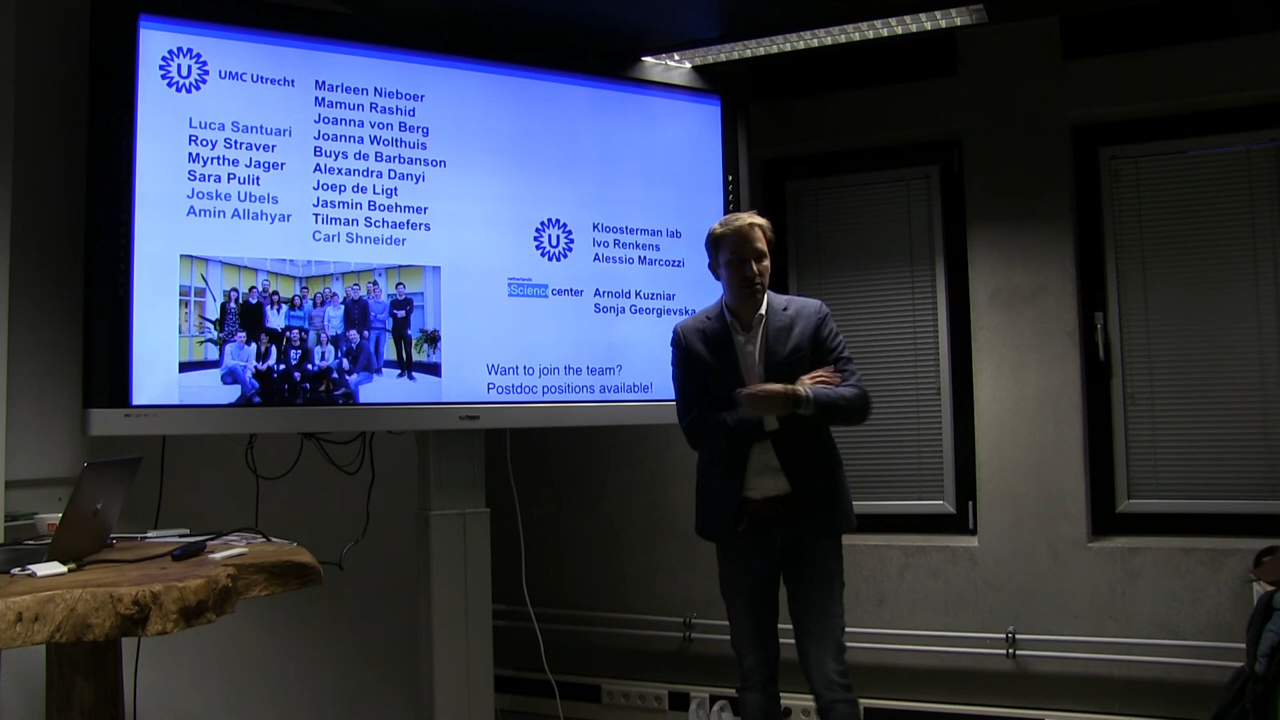 UMC Utrecht
Luca Santuari
Roy Straver
Myrthe Jager
Sara Pulit
Joske Ubels
Amin Allahyar
Marleen Nieboer
Mamun Rashid
Joanna von Berg
Joanna Wolthuis
Buys de Barbanson
Alexandra Danyi
Joep de Ligt
Jasmin Boehmer
Tilman Schaefers
Carl Shneider
Kloosterman lab
Ivo Renkens
Alessio Marcozzi
netherlands
eScience center
Arnold Kuzniar
Sonja Georgievska
Want to join the team?
Postdoc positions available!